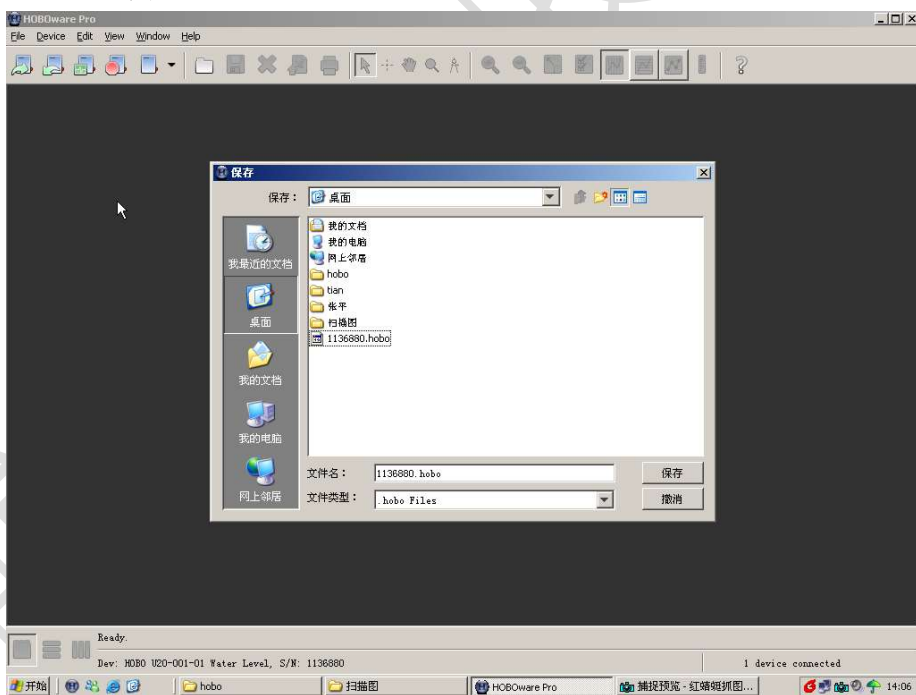 HOBOware Pro
File Device Edit View Window Help
保存
保存： 桌面
我最近的文档
桌面
我的文档
我的电脑
网上邻居
我的文档
我的电脑
网上邻居
hobo
tian
张平
扫描图
1136880.hobo
文件名： 1136880.hobo 保存
文件类型： .hobo Files 撤消
Ready.
Dev: HOBO U20-001-01 Water Level, S/N: 1136880 1 device connected
开始 hobo 扫描图 HOBOware Pro 捕捉预览 - 红蜻蜓抓图... 14:06